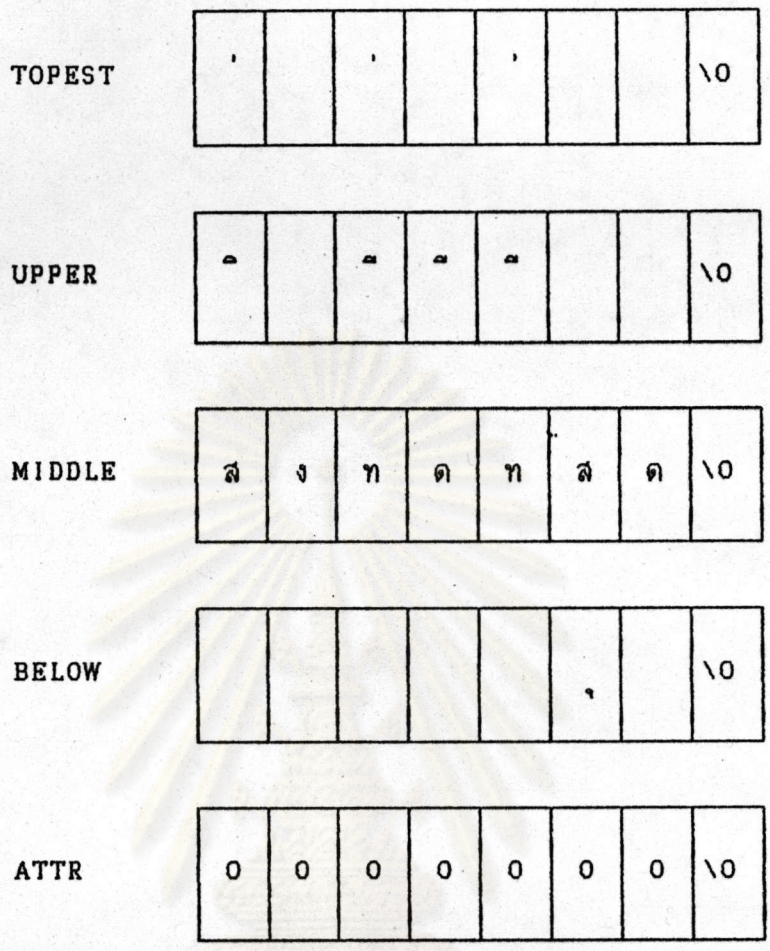 TOPEST ่ ่ ่ \0
UPPER ิ ี ี ี \0
MIDDLE ส ง ท ด ท ส ด \0
BELOW ุ \0
ATTR 0 0 0 0 0 0 0 \0